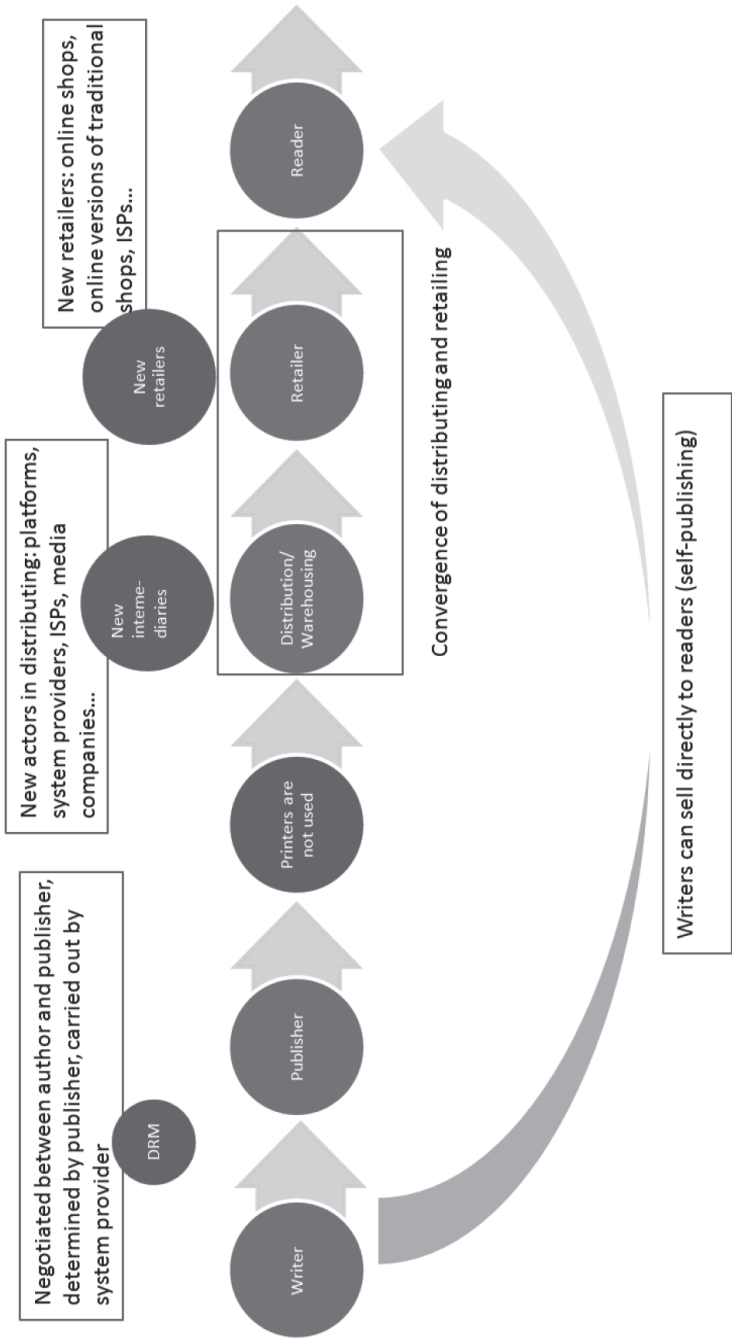 Negotiated between author and publisher,
determined by publisher, carried out by
system provider
DRM
New actors in distributing: platforms,
system providers, ISPs, media
companies...
New
interme-
diaries
New retailers: online shops,
online versions of traditional
shops, ISPs...
New
retailers
Writer
Publisher
Printers are
not used
Distribution/
Warehousing
Retailer
Reader
Convergence of distributing and retailing
Writers can sell directly to readers (self-publishing)